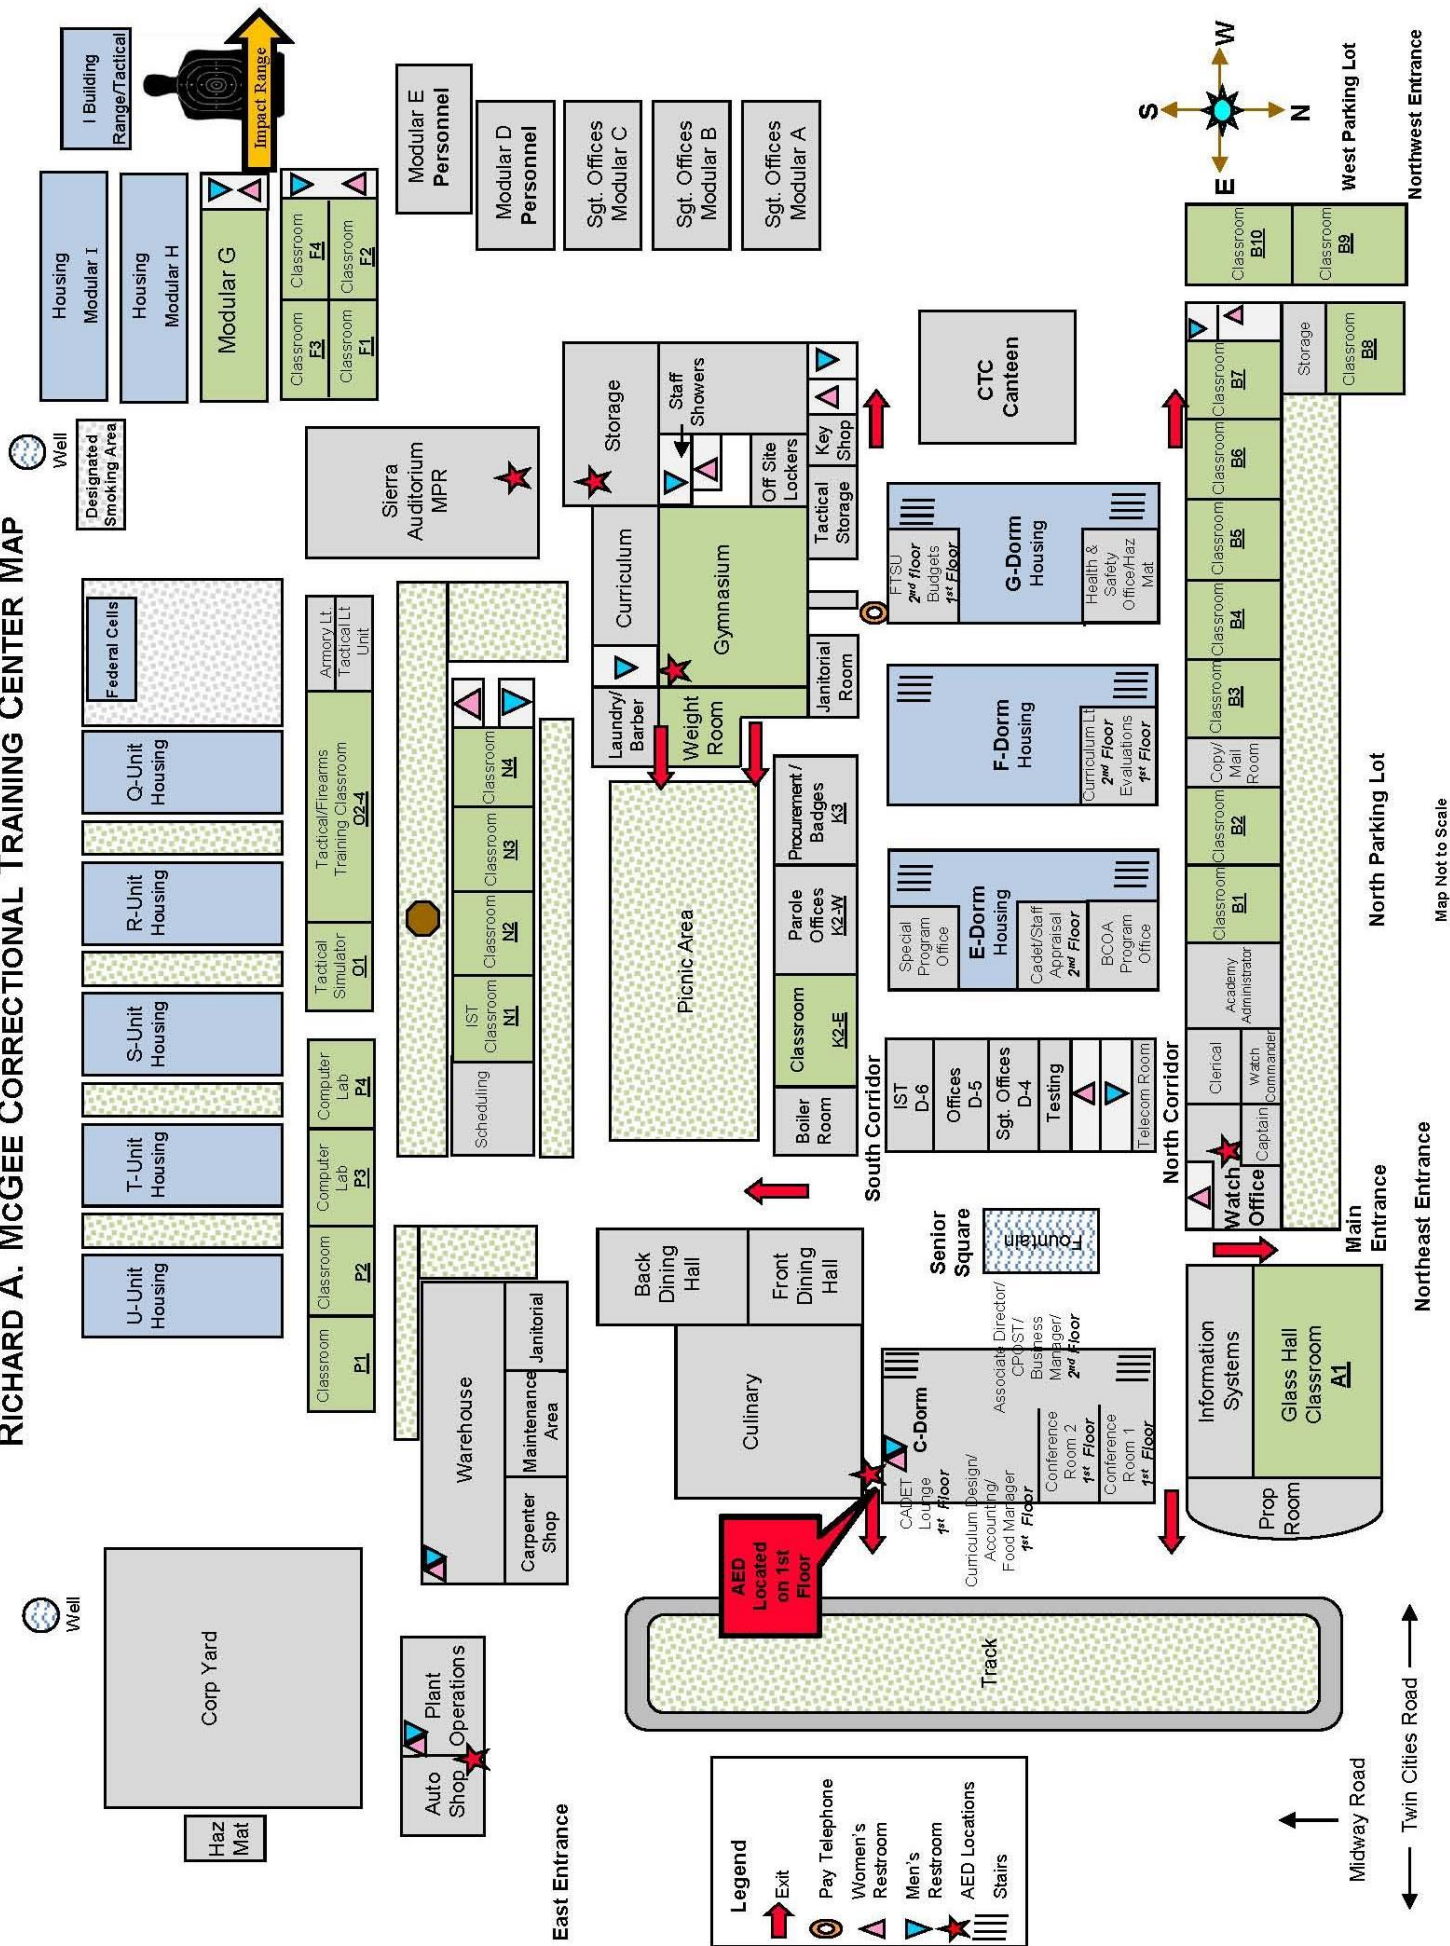 RICHARD A. MCGEE CORRECTIONAL TRAINING CENTER MAP
Well
Corp Yard
Haz
Mat
Auto
Shop
Plant
Operations
East Entrance
U-Unit
Housing
T-Unit
Housing
S-Unit
Housing
R-Unit
Housing
Q-Unit
Housing
Federal Cells
Well
Designated
Smoking Area
Housing
Modular I
Housing
Modular H
Modular G
I Building
Range/Tactical
Impact Range
Classroom
F3
Classroom
F4
Classroom
F1
Classroom
F2
Classroom
P1
Classroom
P2
Computer
Lab
P3
Computer
Lab
P4
Tactical
Simulator
O1
Tactical/Firearms
Training Classroom
O2-4
Armory Lt.
Tactical Lt
Unit
Sierra
Auditorium
MPR
Modular E
Personnel
Modular D
Personnel
Sgt. Offices
Modular C
Sgt. Offices
Modular B
Sgt. Offices
Modular A
Warehouse
Carpenter
Shop
Maintenance
Area
Janitorial
Scheduling
IST
Classroom
N1
Classroom
N2
Classroom
N3
Classroom
N4
Back
Dining
Hall
Front
Dining
Hall
Culinary
Picnic Area
Laundry/
Barber
Curriculum
Storage
Weight
Room
Gymnasium
Staff
Showers
Off Site
Lockers
Janitorial
Room
Tactical
Storage
Key
Shop
Boiler
Room
Classroom
K2-E
Parole
Offices
K2-W
Procurement/
Badges
K3
AED
Located
on 1st
Floor
South Corridor
C-Dorm
CADET
Lounge
1st Floor
Curriculum Design/
Accounting/
Food Manager
1st Floor
Associate Director/
CPOST/
Business
Manager/
2nd Floor
Conference
Room 2
1st Floor
Conference
Room 1
1st Floor
Senior
Square
Fountain
IST
D-6
Offices
D-5
Sgt. Offices
D-4
Testing
Telecom Room
Special
Program
Office
E-Dorm
Housing
Cadet/Staff
Appraisal
2nd Floor
BCOA
Program
Office
F-Dorm
Housing
Curriculum Lt
2nd Floor
Evaluations
1st Floor
FTSU
2nd floor
Budgets
1st Floor
G-Dorm
Housing
Health &
Safety
Office/Haz
Mat
CTC
Canteen
North Corridor
Track
Prop
Room
Information
Systems
Glass Hall
Classroom
A1
Watch
Office
Captain
Clerical
Watch
Commander
Academy
Administrator
Classroom
B1
Classroom
B2
Copy/
Mail
Room
Classroom
B3
Classroom
B4
Classroom
B5
Classroom
B6
Classroom
B7
Storage
Classroom
B8
Classroom
B10
Classroom
B9
S
E
W
N
Legend
Exit
Pay Telephone
Women's
Restroom
Men's
Restroom
AED Locations
Stairs
Main
Entrance
Northeast Entrance
North Parking Lot
West Parking Lot
Northwest Entrance
Midway Road
Twin Cities Road
Map Not to Scale